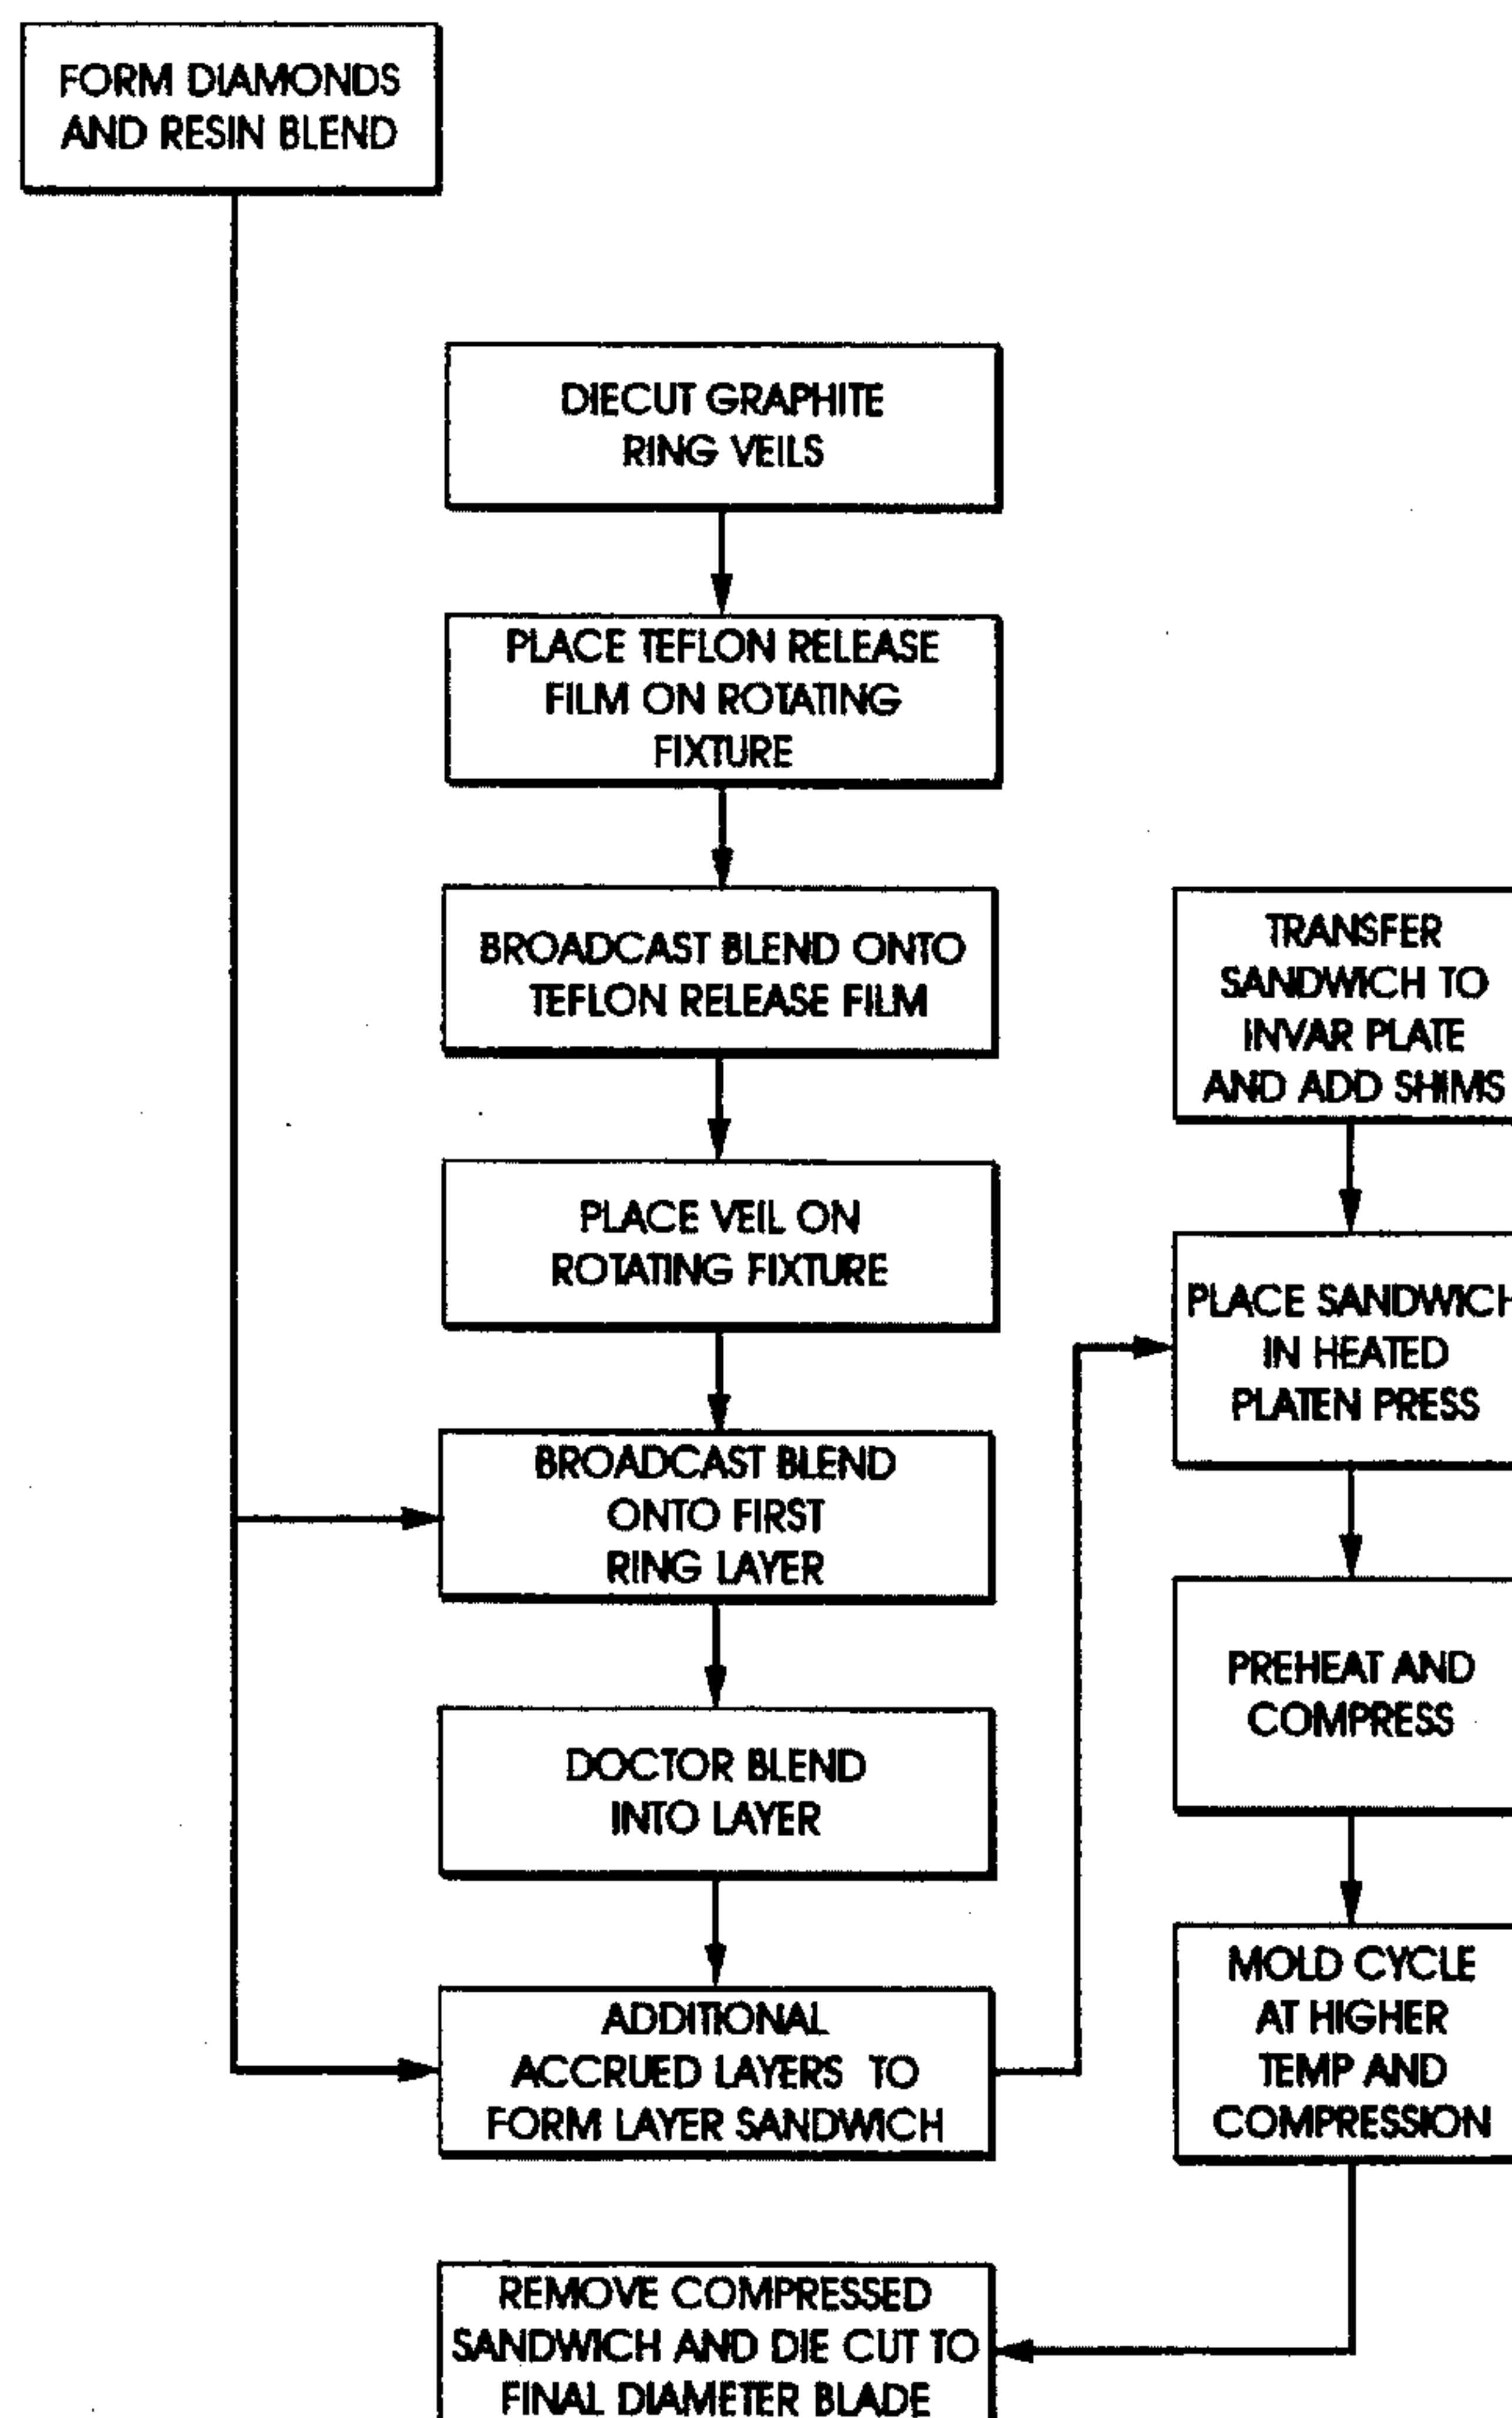 FORM DIAMONDS
AND RESIN BLEND
DIECUT GRAPHITE
RING VEILS
PLACE TEFLON RELEASE
FILM ON ROTATING
FIXTURE
BROADCAST BLEND ONTO
TEFLON RELEASE FILM
PLACE VEIL ON
ROTATING FIXTURE
BROADCAST BLEND
ONTO FIRST
RING LAYER
DOCTOR BLEND
INTO LAYER
ADDITIONAL
ACCRUED LAYERS TO
FORM LAYER SANDWICH
TRANSFER
SANDWICH TO
INVAR PLATE
AND ADD SHIMS
PLACE SANDWICH
IN HEATED
PLATEN PRESS
PREHEAT AND
COMPRESS
MOLD CYCLE
AT HIGHER
TEMP AND
COMPRESSION
REMOVE COMPRESSED
SANDWICH AND DIE CUT TO
FINAL DIAMETER BLADE